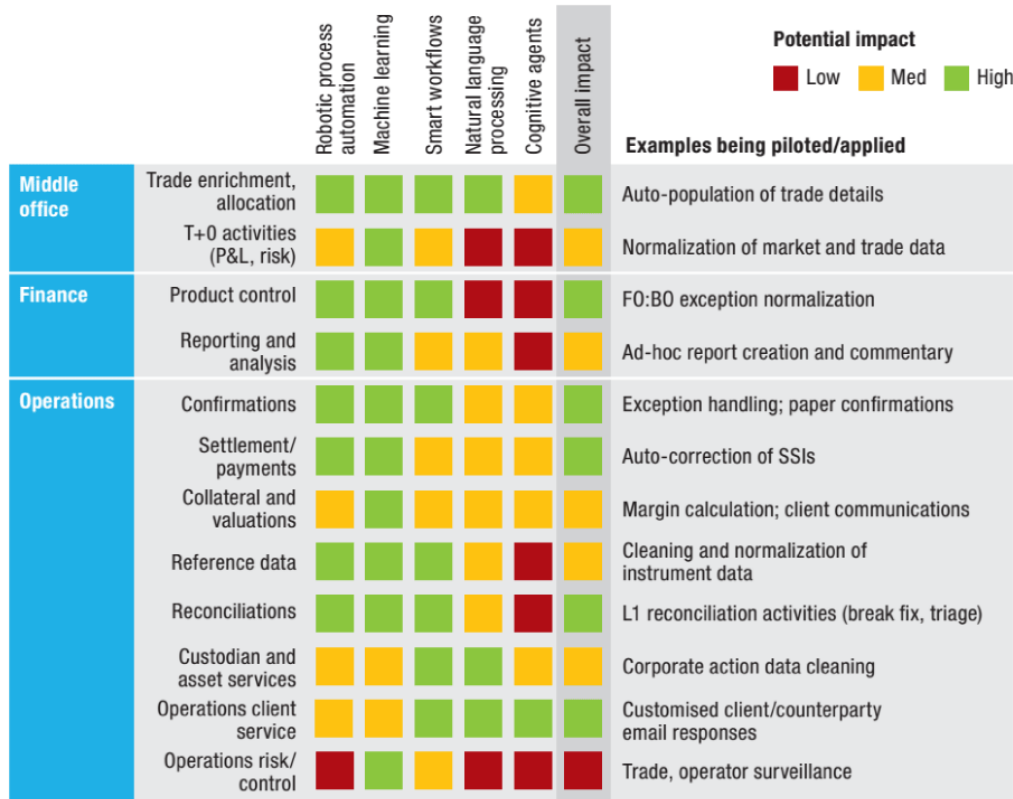 Potential impact
Low Med High
Robotic process
automation
Machine learning
Smart workflows
Natural language
processing
Cognitive agents
Overall impact
Examples being piloted/applied
Middle
office
Trade enrichment,
allocation
Auto-population of trade details
T+0 activities
(P&L, risk)
Normalization of market and trade data
Finance
Product control
FO:BO exception normalization
Reporting and
analysis
Ad-hoc report creation and commentary
Operations
Confirmations
Exception handling; paper confirmations
Settlement/
payments
Auto-correction of SSIs
Collateral and
valuations
Margin calculation; client communications
Reference data
Cleaning and normalization of
instrument data
Reconciliations
L1 reconciliation activities (break fix, triage)
Custodian and
asset services
Corporate action data cleaning
Operations client
service
Customised client/counterparty
email responses
Operations risk/
control
Trade, operator surveillance